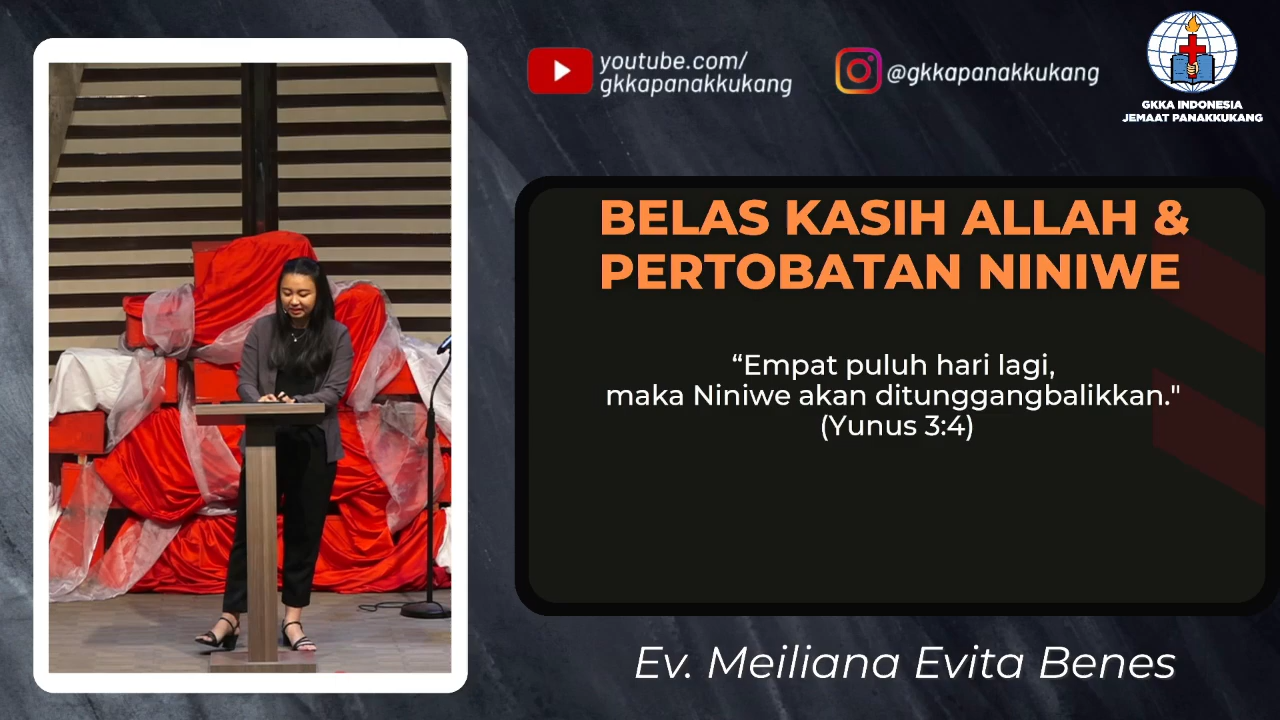 youtube.com/
gkkapanakkukang
@gkkapanakkukang
GKKA INDONESIA
JEMAAT PANAKKUKANG
BELAS KASIH ALLAH &
PERTOBATAN NINIWE
“Empat puluh hari lagi,
maka Niniwe akan ditunggangbalikkan."
(Yunus 3:4)
Ev. Meiliana Evita Benes